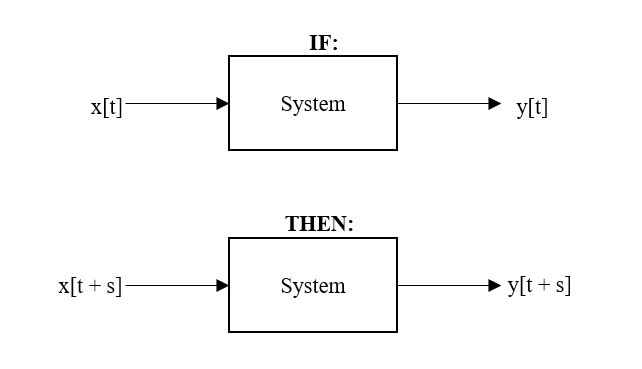 IF:
x[t] System y[t]
THEN:
x[t + s] System y[t + s]